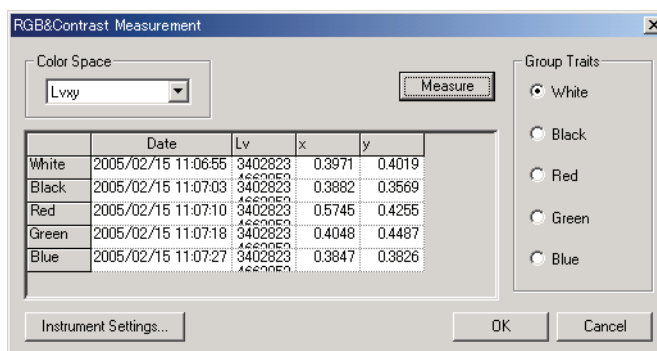 RGB&Contrast Measurement
Color Space
Lvxy
Measure
Group Traits
White
Black
Red
Green
Blue
Date Lv x y
White 2005/02/15 11:06:55 3402823 0.3971 0.4019
Black 2005/02/15 11:07:03 3402823 0.3882 0.3569
Red 2005/02/15 11:07:10 3402823 0.5745 0.4255
Green 2005/02/15 11:07:18 3402823 0.4048 0.4487
Blue 2005/02/15 11:07:27 3402823 0.3847 0.3826
Instrument Settings...
OK
Cancel